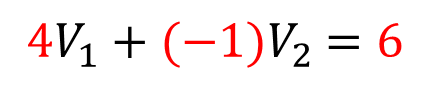 4V₁ + (−1)V₂ = 6